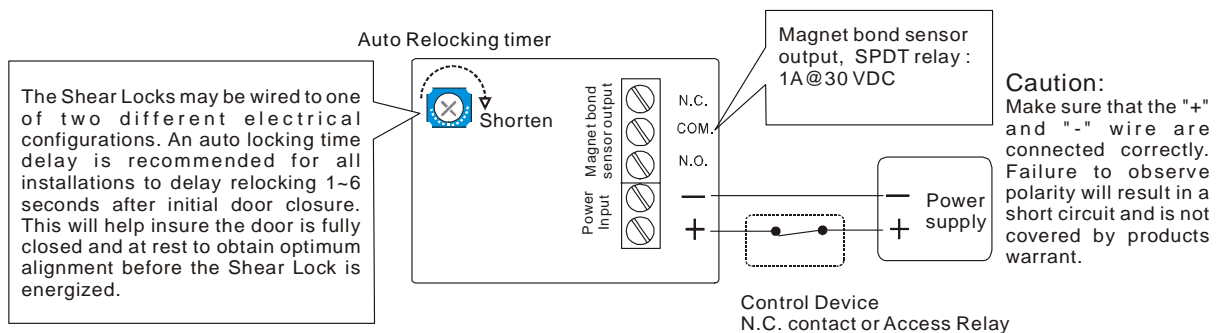 Auto Relocking timer
The Shear Locks may be wired to one
of two different electrical
configurations. An auto locking time
delay is recommended for all
installations to delay relocking 1~6
seconds after initial door closure.
This will help insure the door is fully
closed and at rest to obtain optimum
alignment before the Shear Lock is
energized.
Shorten
Magnet bond
sensor output
Power
Input
N.C.
COM.
N.O.
−
+
Magnet bond sensor
output, SPDT relay :
1A@30 VDC
−
+
Power
supply
Control Device
N.C. contact or Access Relay
Caution:
Make sure that the "+"
and "-" wire are
connected correctly.
Failure to observe
polarity will result in a
short circuit and is not
covered by products
warrant.